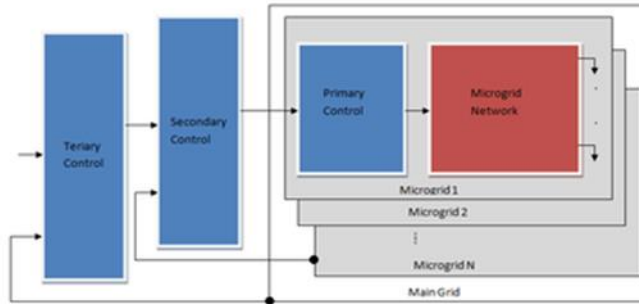 Teriary
Control
Secondary
Control
Primary
Control
Microgrid
Network
Microgrid 1
Microgrid 2
Microgrid N
Main Grid